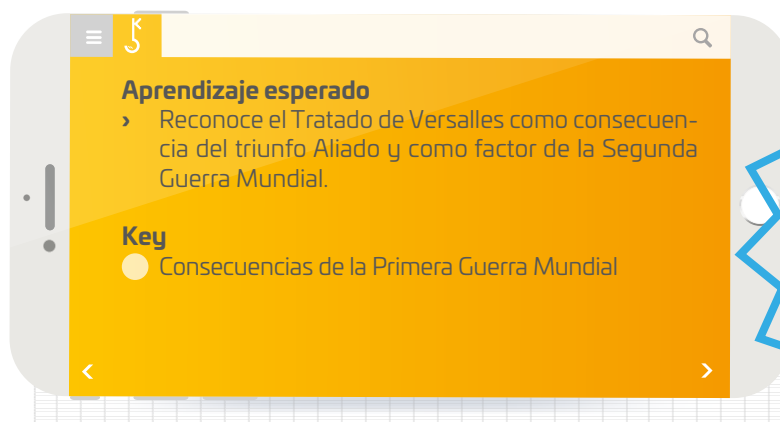 Aprendizaje esperado
› Reconoce el Tratado de Versalles como consecuen-
cia del triunfo Aliado y como factor de la Segunda
Guerra Mundial.
Key
Consecuencias de la Primera Guerra Mundial